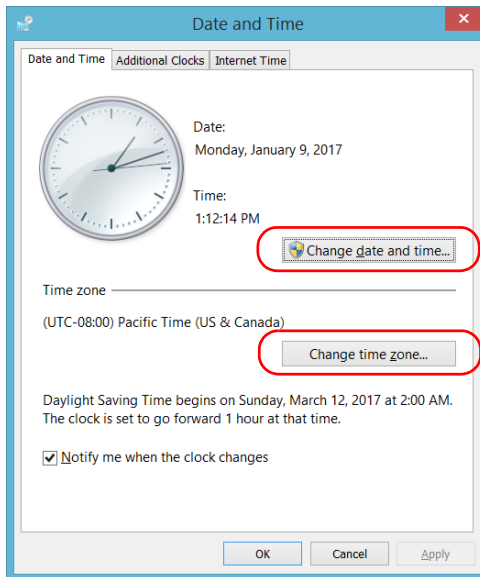 Date and Time
Date and Time Additional Clocks Internet Time
Date:
Monday, January 9, 2017
Time:
1:12:14 PM
Change date and time...
Time zone
(UTC-08:00) Pacific Time (US & Canada)
Change time zone...
Daylight Saving Time begins on Sunday, March 12, 2017 at 2:00 AM.
The clock is set to go forward 1 hour at that time.
Notify me when the clock changes
OK Cancel Apply